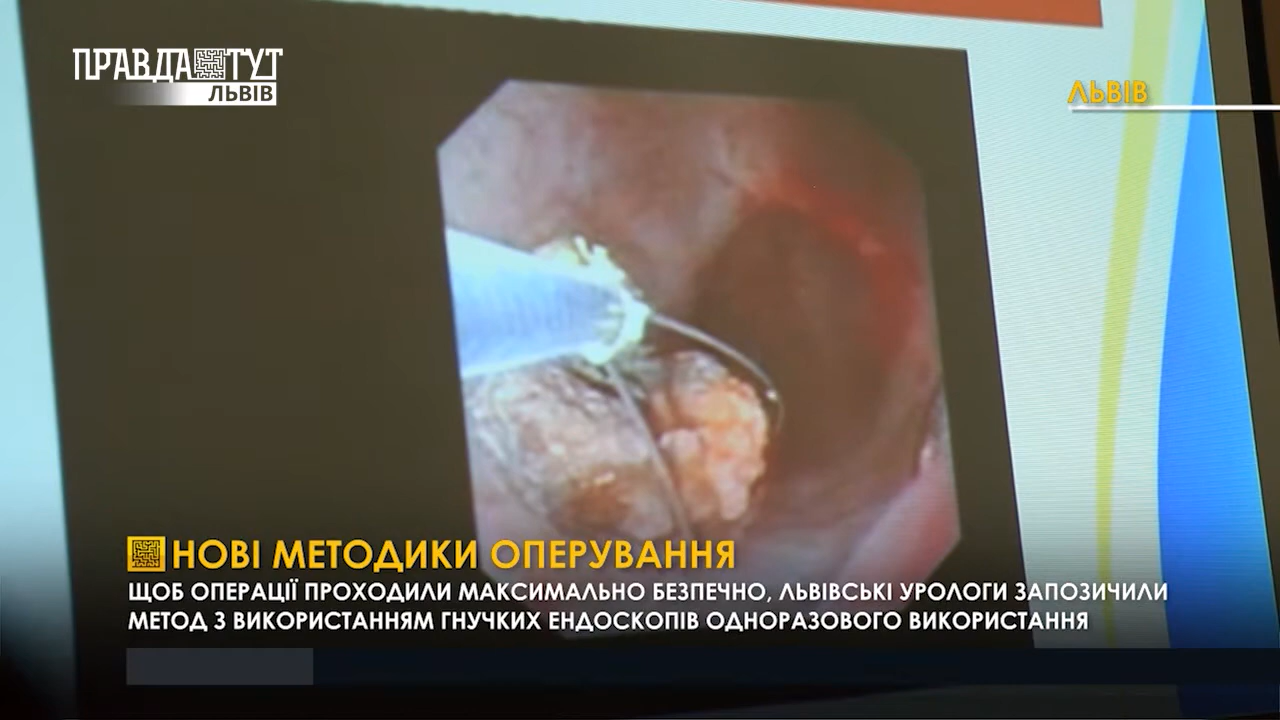 ПРАВДА ТУТ
ЛЬВІВ
ЛЬВІВ
НОВІ МЕТОДИКИ ОПЕРУВАННЯ
ЩОБ ОПЕРАЦІЇ ПРОХОДИЛИ МАКСИМАЛЬНО БЕЗПЕЧНО, ЛЬВІВСЬКІ УРОЛОГИ ЗАПОЗИЧИЛИ
МЕТОД З ВИКОРИСТАННЯМ ГНУЧКИХ ЕНДОСКОПІВ ОДНОРАЗОВОГО ВИКОРИСТАННЯ